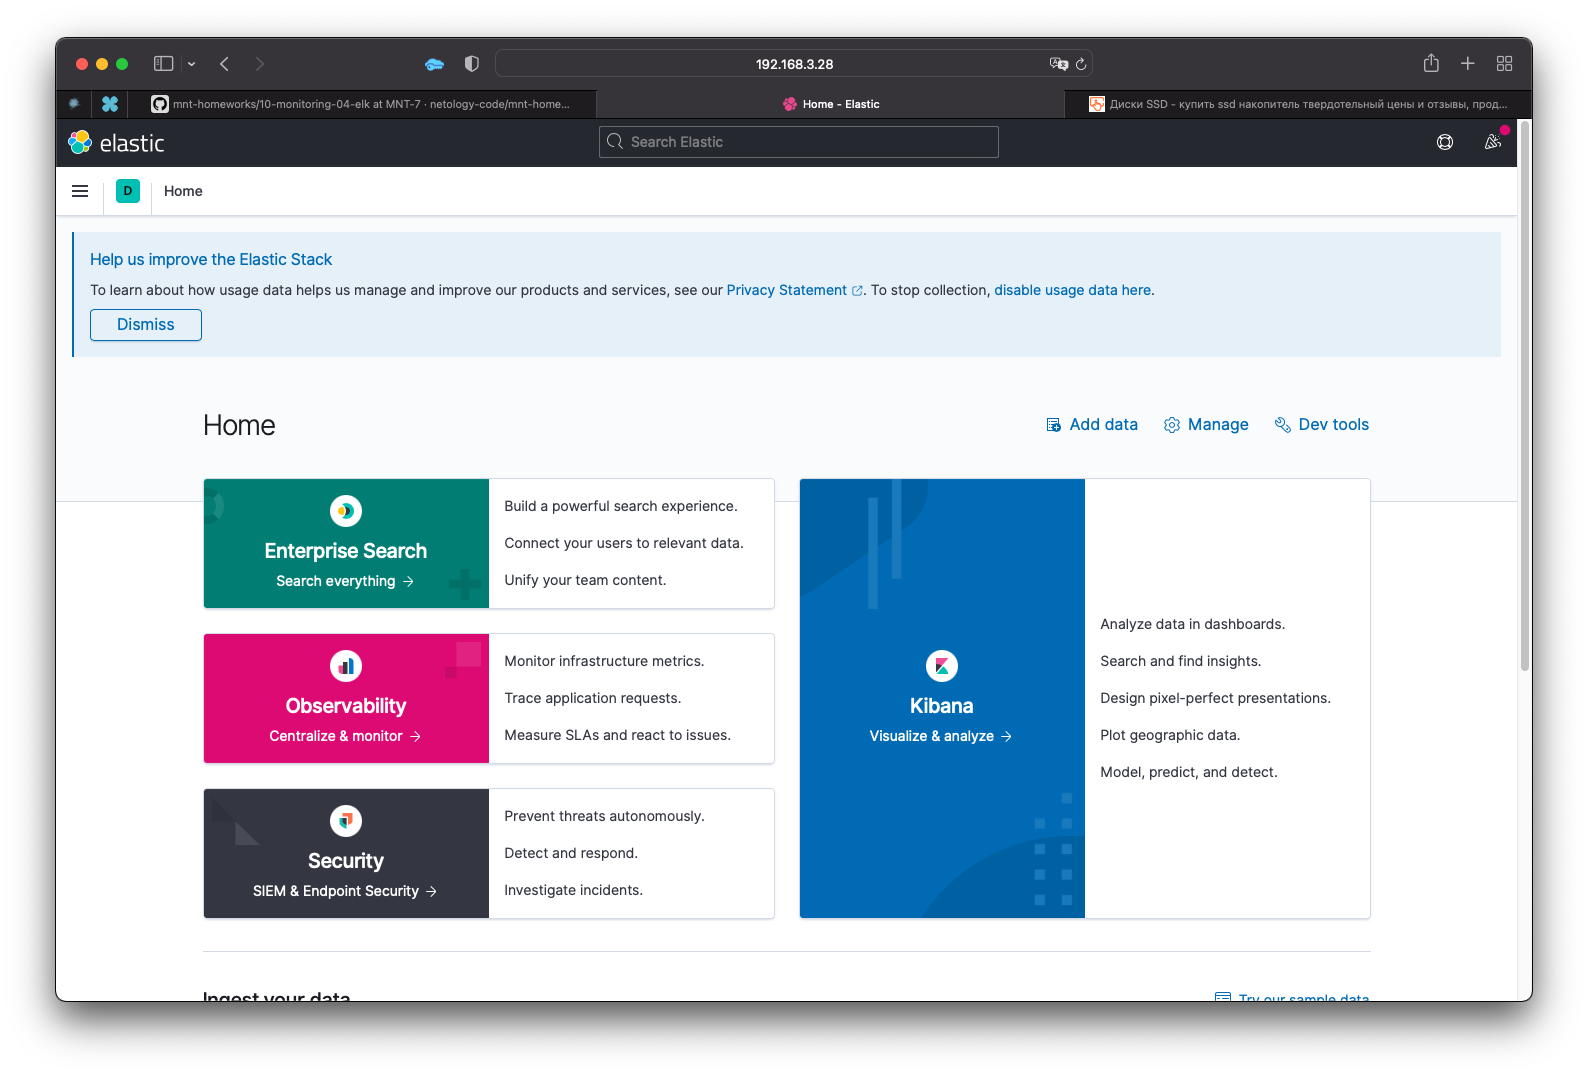 192.168.3.28
mnt-homeworks/10-monitoring-04-elk at MNT-7 · netology-code/mnt-home...
Home - Elastic
Диски SSD - купить ssd накопитель твердотельный цены и отзывы, прод...
elastic
Search Elastic
D
Home
Help us improve the Elastic Stack
To learn about how usage data helps us manage and improve our products and services, see our Privacy Statement. To stop collection, disable usage data here.
Dismiss
Home
Add data
Manage
Dev tools
Enterprise Search
Search everything →
Build a powerful search experience.
Connect your users to relevant data.
Unify your team content.
Observability
Centralize & monitor →
Monitor infrastructure metrics.
Trace application requests.
Measure SLAs and react to issues.
Security
SIEM & Endpoint Security →
Prevent threats autonomously.
Detect and respond.
Investigate incidents.
Kibana
Visualize & analyze →
Analyze data in dashboards.
Search and find insights.
Design pixel-perfect presentations.
Plot geographic data.
Model, predict, and detect.
Ingest your data
Try our sample data